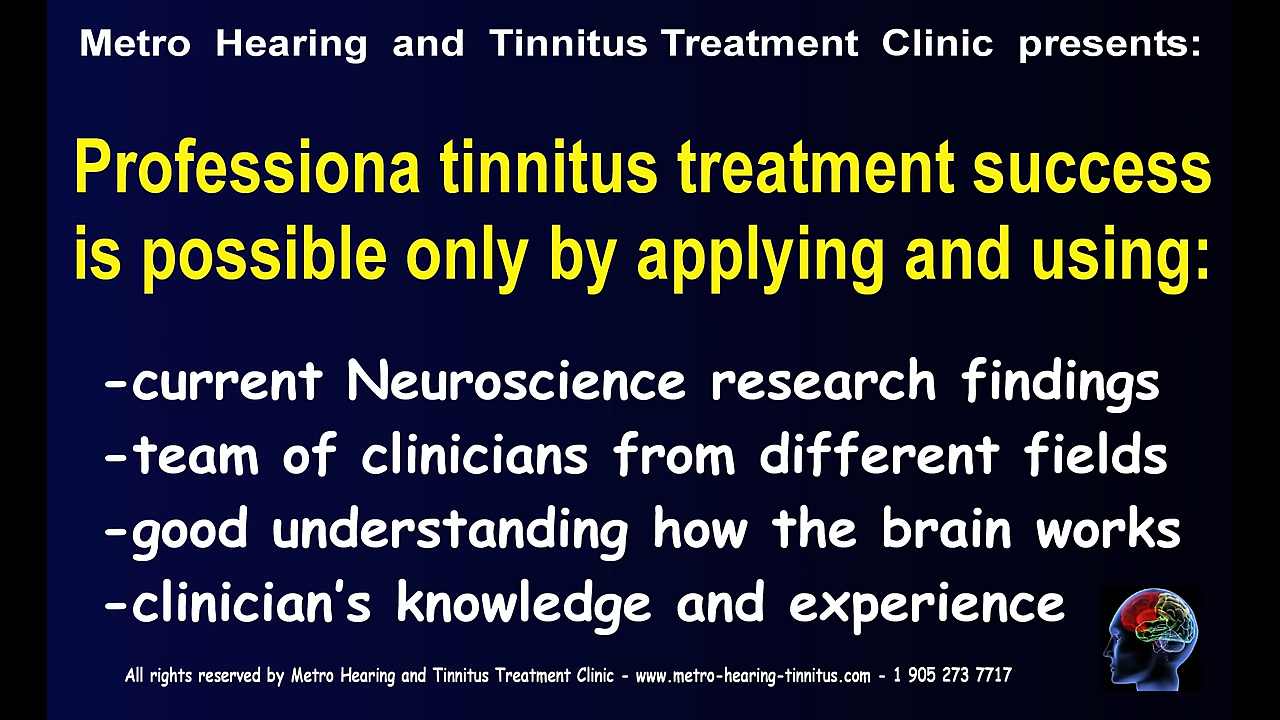 Metro Hearing and Tinnitus Treatment Clinic presents:
Professiona tinnitus treatment success
is possible only by applying and using:
-current Neuroscience research findings
-team of clinicians from different fields
-good understanding how the brain works
-clinician's knowledge and experience
All rights reserved by Metro Hearing and Tinnitus Treatment Clinic - www.metro-hearing-tinnitus.com - 1 905 273 7717